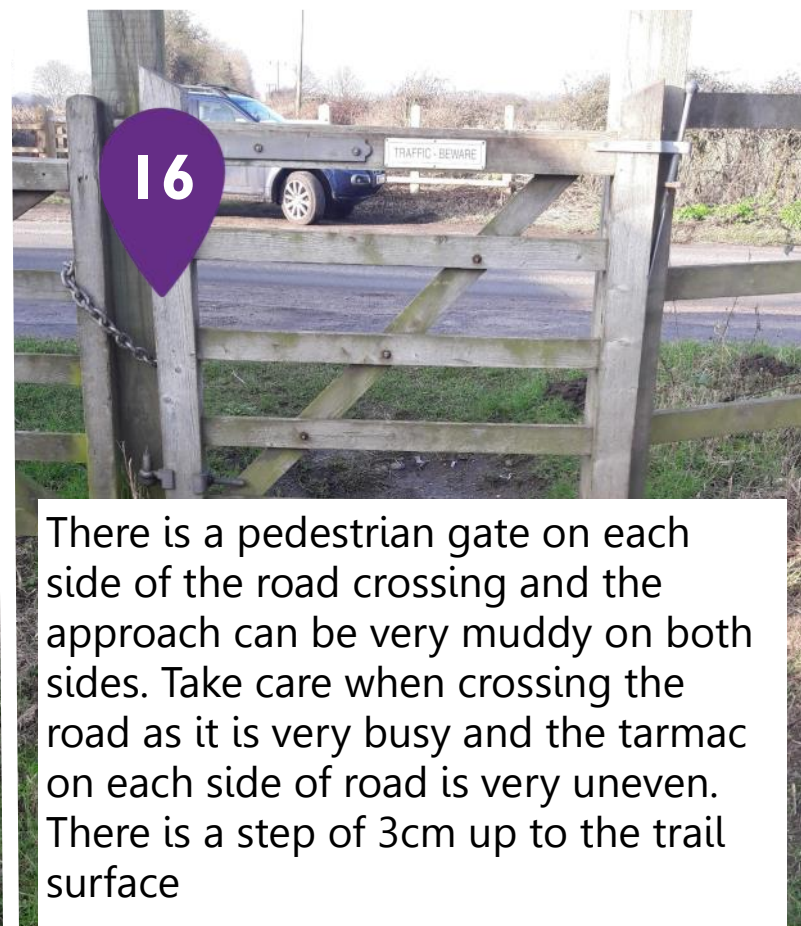 16
TRAFFIC - BEWARE
There is a pedestrian gate on each
side of the road crossing and the
approach can be very muddy on both
sides. Take care when crossing the
road as it is very busy and the tarmac
on each side of road is very uneven.
There is a step of 3cm up to the trail
surface